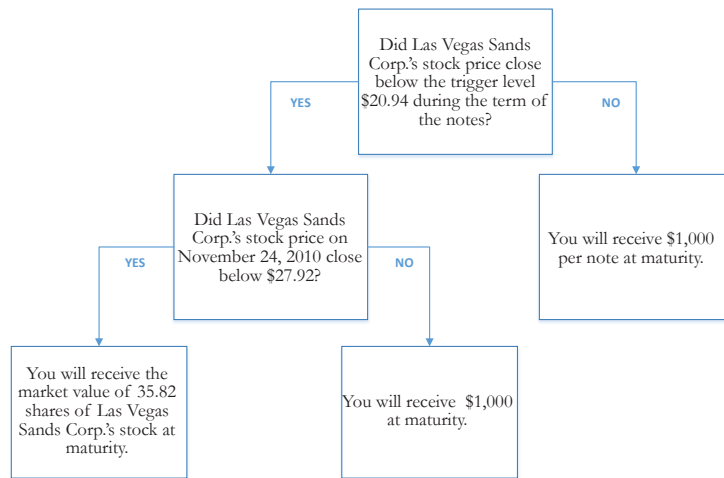 Did Las Vegas Sands
Corp.'s stock price close
below the trigger level
$20.94 during the term of
the notes?
YES
NO
Did Las Vegas Sands
Corp.'s stock price on
November 24, 2010 close
below $27.92?
You will receive $1,000
per note at maturity.
YES
NO
You will receive the
market value of 35.82
shares of Las Vegas
Sands Corp.'s stock at
maturity.
You will receive $1,000
at maturity.